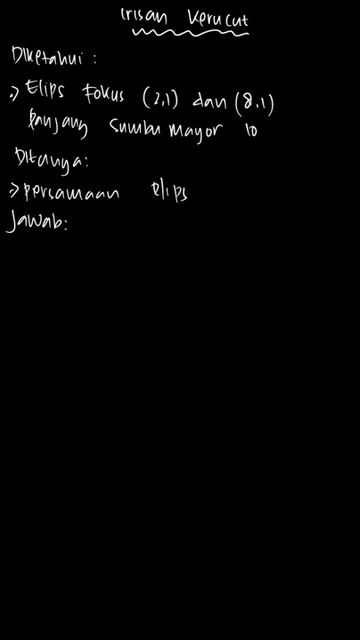 Irisan Kerucut
Diketahui :
=> Elips Fokus (2,1) dan (8,1)
Panjang Sumbu mayor 10
Ditanya:
=> persamaan elips
Jawab: